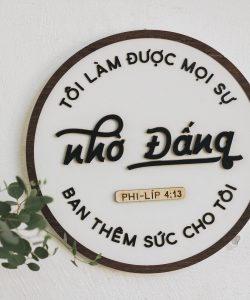 TÔI LÀM ĐƯỢC MỌI SỰ
nhờ Đấng
PHI-LÍP 4:13
BAN THÊM SỨC CHO TÔI